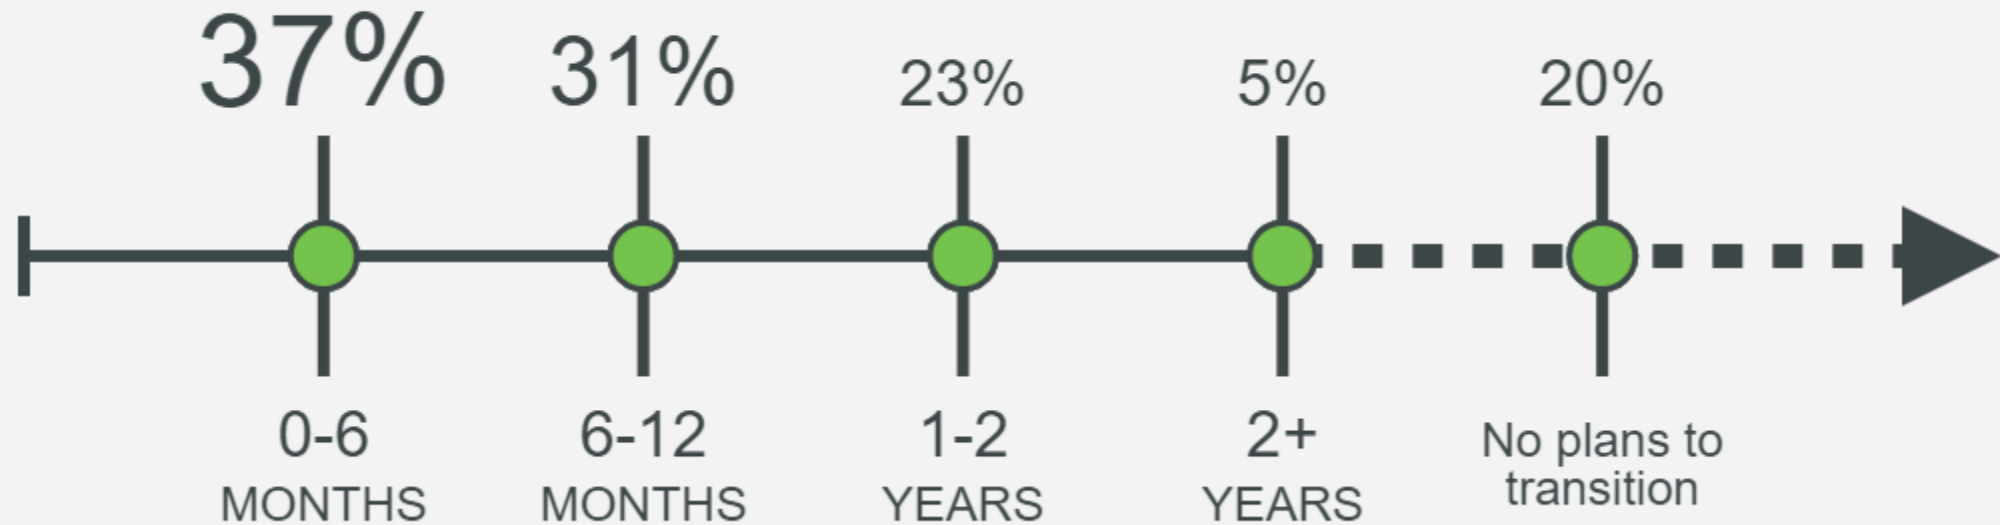 37% 31% 23% 5% 20%
0-6 6-12 1-2 2+ No plans to
MONTHS MONTHS YEARS YEARS transition